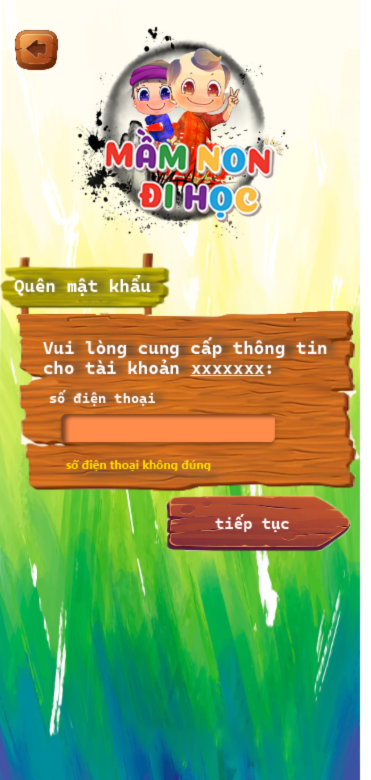 MẦM NON
ĐI HỌC
Quên mật khẩu
Vui lòng cung cấp thông tin
cho tài khoản xxxxxxx:
số điện thoại
số điện thoại không đúng
tiếp tục